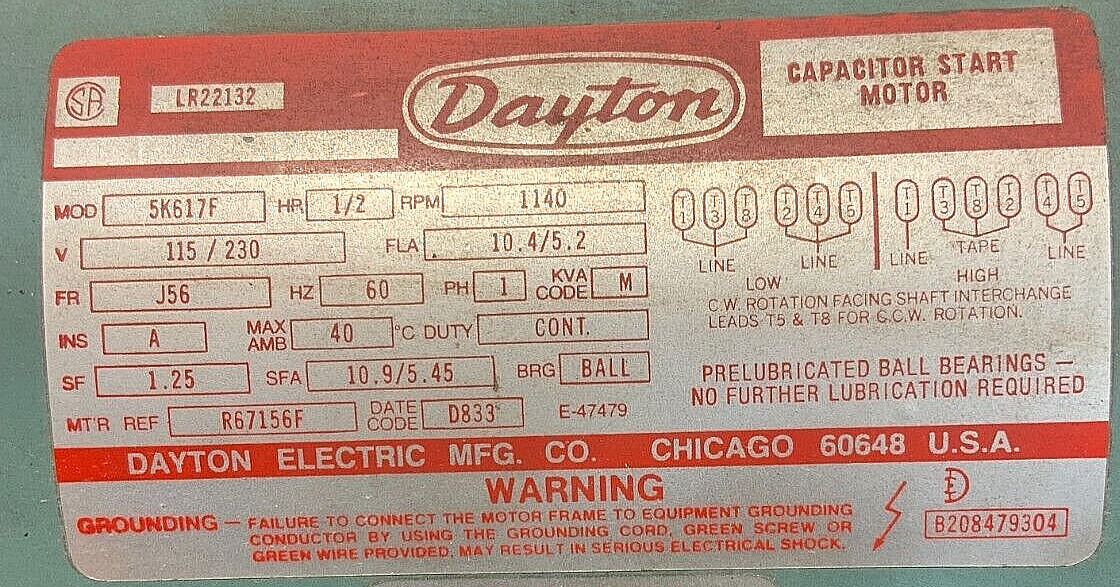 SA
LR22132
Dayton
CAPACITOR START
MOTOR
MOD 5K617F HP 1/2 RPM 1140
V 115 / 230 FLA 10.4/5.2
FR J56 HZ 60 PH 1 KVA CODE M
INS A MAX AMB 40 °C DUTY CONT.
SF 1.25 SFA 10.9/5.45 BRG BALL
MT'R REF R67156F DATE CODE D833 E-47479
T1 T3 T8 T2 T4 T5 T1 T3 T8 T2 T4 T5
LINE LINE LINE TAPE LINE
LOW HIGH
C.W. ROTATION FACING SHAFT INTERCHANGE
LEADS T5 & T8 FOR C.C.W. ROTATION.
PRELUBRICATED BALL BEARINGS —
NO FURTHER LUBRICATION REQUIRED
DAYTON ELECTRIC MFG. CO. CHICAGO 60648 U.S.A.
WARNING
GROUNDING — FAILURE TO CONNECT THE MOTOR FRAME TO EQUIPMENT GROUNDING
CONDUCTOR BY USING THE GROUNDING CORD, GREEN SCREW OR
GREEN WIRE PROVIDED, MAY RESULT IN SERIOUS ELECTRICAL SHOCK.
B208479304